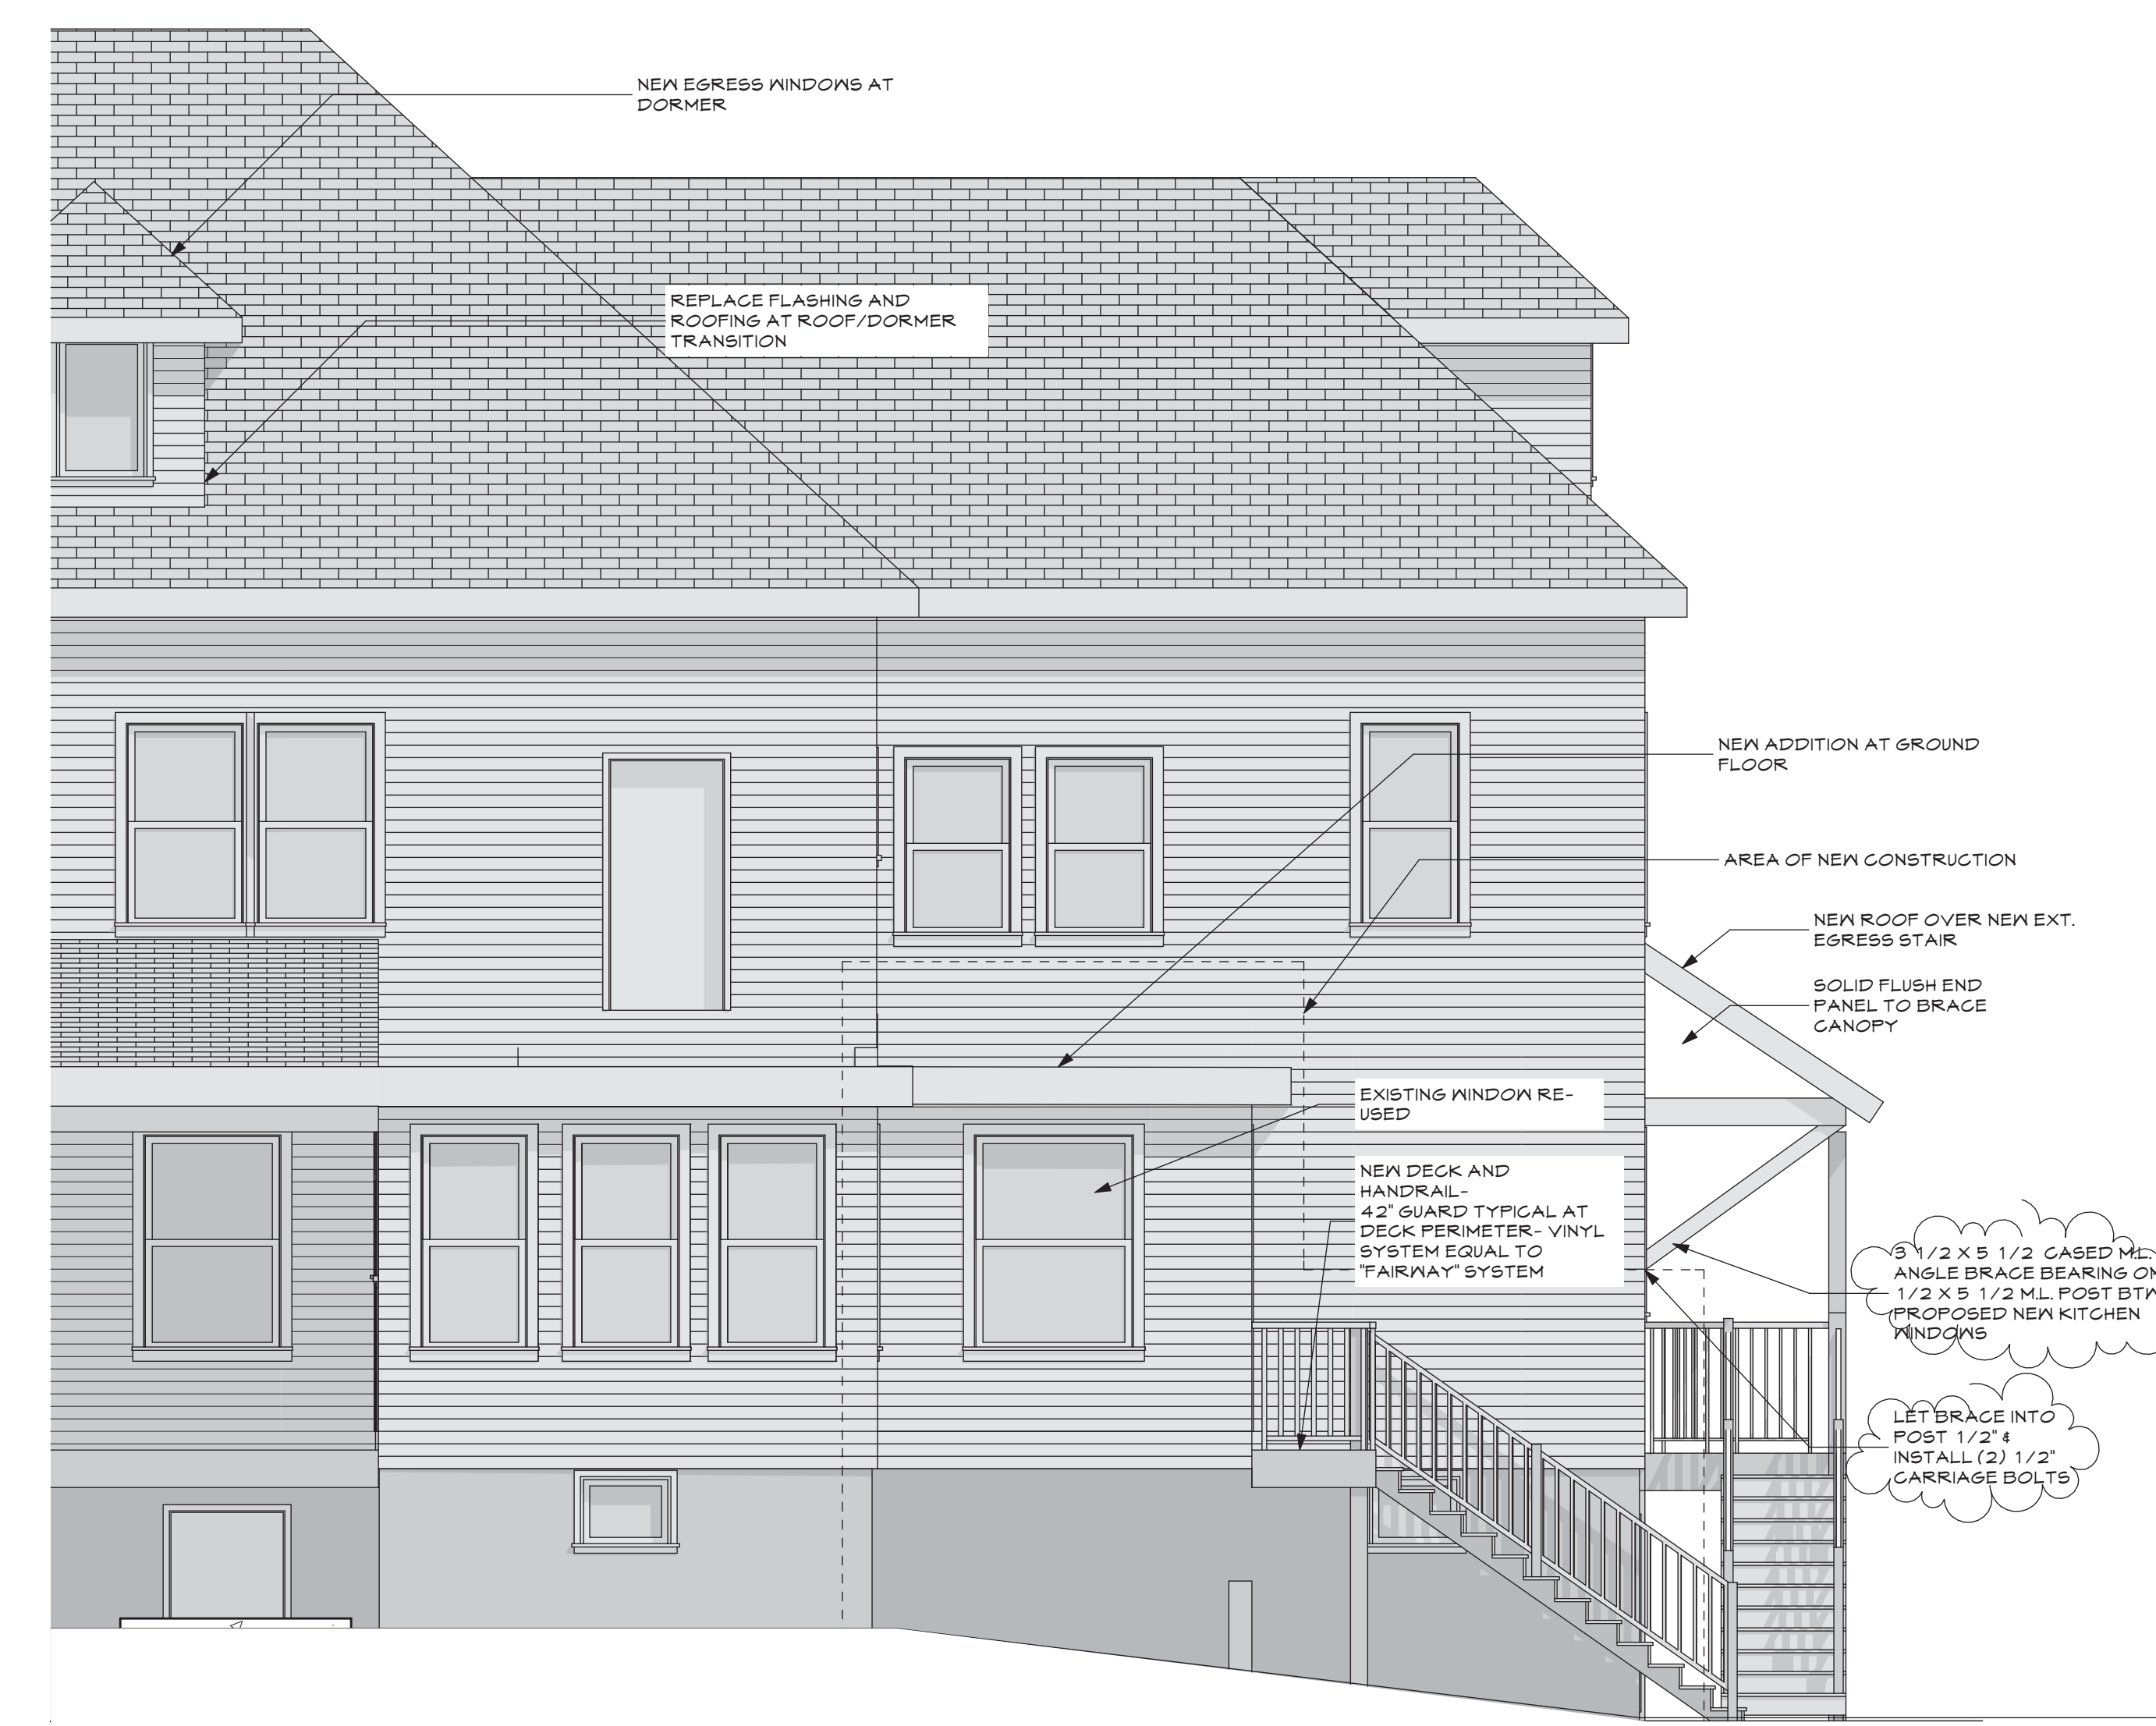 NEW EGRESS WINDOWS AT
DORMER
REPLACE FLASHING AND
ROOFING AT ROOF/DORMER
TRANSITION
NEW ADDITION AT GROUND
FLOOR
AREA OF NEW CONSTRUCTION
NEW ROOF OVER NEW EXT.
EGRESS STAIR
SOLID FLUSH END
PANEL TO BRACE
CANOPY
EXISTING WINDOW RE-
USED
NEW DECK AND
HANDRAIL-
42" GUARD TYPICAL AT
DECK PERIMETER- VINYL
SYSTEM EQUAL TO
"FAIRWAY" SYSTEM
3 1/2 X 5 1/2 CASED M.L.
ANGLE BRACE BEARING
1/2 X 5 1/2 M.L. POST
PROPOSED NEW KITCHEN
WINDOWS
LET BRACE INTO
POST 1/2" &
INSTALL (2) 1/2"
CARRIAGE BOLTS